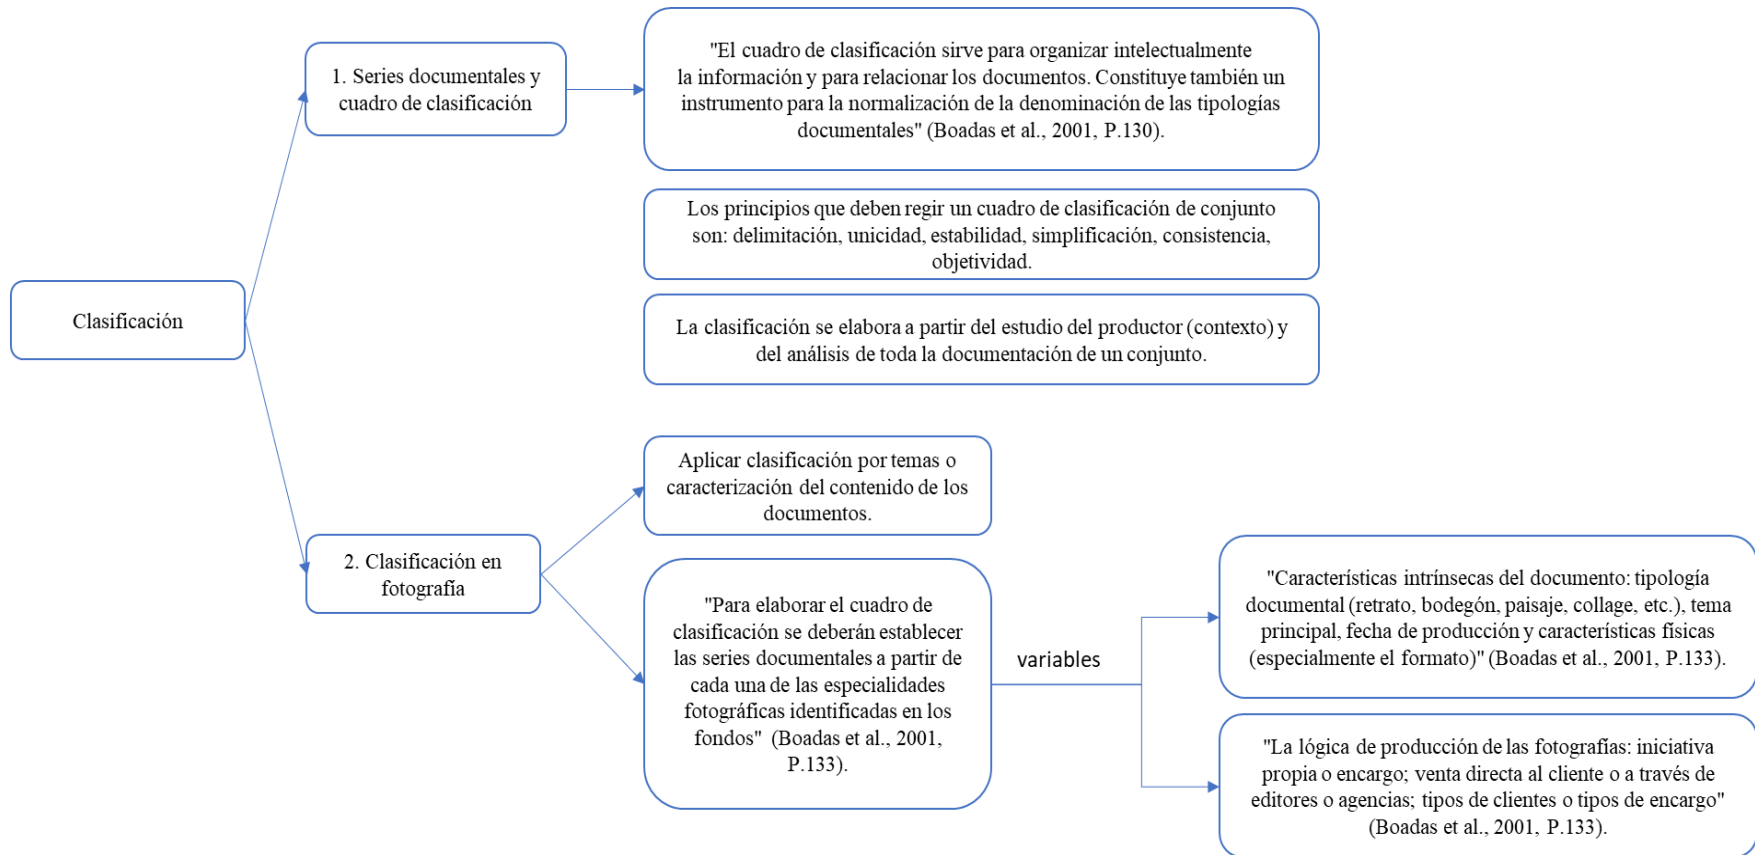 Clasificación
1. Series documentales y
cuadro de clasificación
"El cuadro de clasificación sirve para organizar intelectualmente
la información y para relacionar los documentos. Constituye también un
instrumento para la normalización de la denominación de las tipologías
documentales" (Boadas et al., 2001, P.130).
Los principios que deben regir un cuadro de clasificación de conjunto
son: delimitación, unicidad, estabilidad, simplificación, consistencia,
objetividad.
La clasificación se elabora a partir del estudio del productor (contexto) y
del análisis de toda la documentación de un conjunto.
2. Clasificación en
fotografía
Aplicar clasificación por temas o
caracterización del contenido de los
documentos.
"Para elaborar el cuadro de
clasificación se deberán establecer
las series documentales a partir de
cada una de las especialidades
fotográficas identificadas en los
fondos" (Boadas et al., 2001,
P.133).
variables
"Características intrínsecas del documento: tipología
documental (retrato, bodegón, paisaje, collage, etc.), tema
principal, fecha de producción y características físicas
(especialmente el formato)" (Boadas et al., 2001, P.133).
"La lógica de producción de las fotografías: iniciativa
propia o encargo; venta directa al cliente o a través de
editores o agencias; tipos de clientes o tipos de encargo"
(Boadas et al., 2001, P.133).